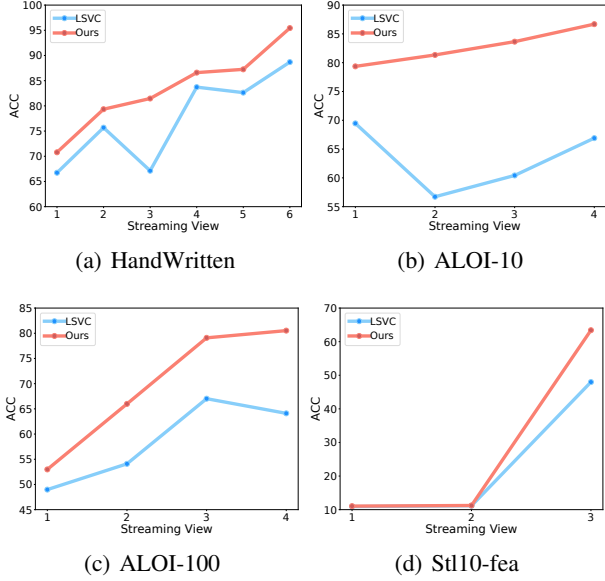 100
95
90
85
80
75
70
65
60
ACC
LSVC
Ours
1 2 3 4 5 6
Streaming View
(a) HandWritten
90
85
80
75
70
65
60
55
ACC
LSVC
Ours
1 2 3 4
Streaming View
(b) ALOI-10
85
80
75
70
65
60
55
50
45
ACC
LSVC
Ours
1 2 3 4
Streaming View
(c) ALOI-100
70
60
50
40
30
20
10
ACC
LSVC
Ours
1 2 3
Streaming View
(d) Stl10-fea